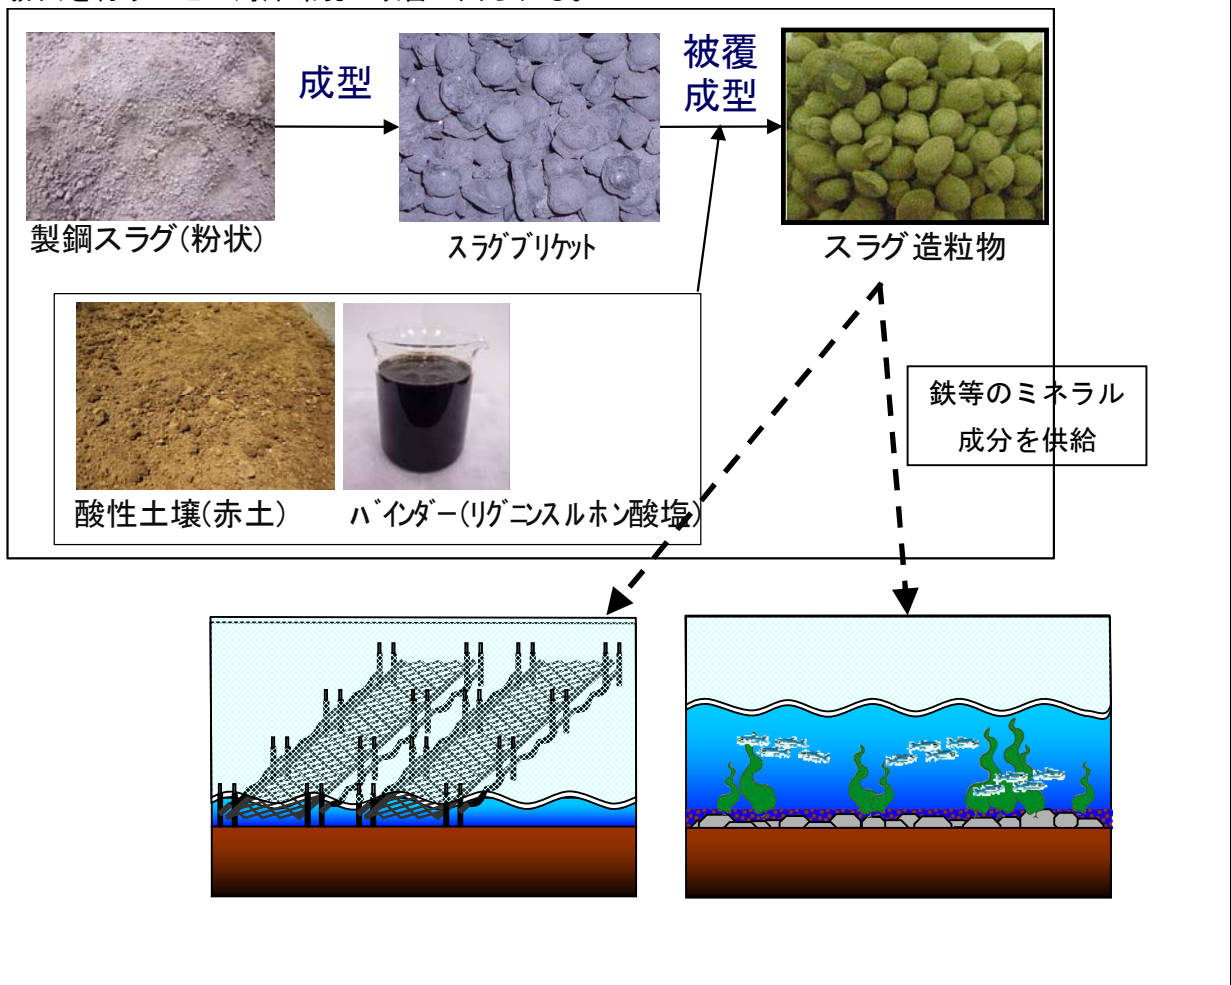 成型
被覆
成型
製鋼スラグ(粉状)
スラグブリケット
スラグ造粒物
鉄等のミネラル
成分を供給
酸性土壌(赤土)
バインダー(リグニンスルホン酸塩)